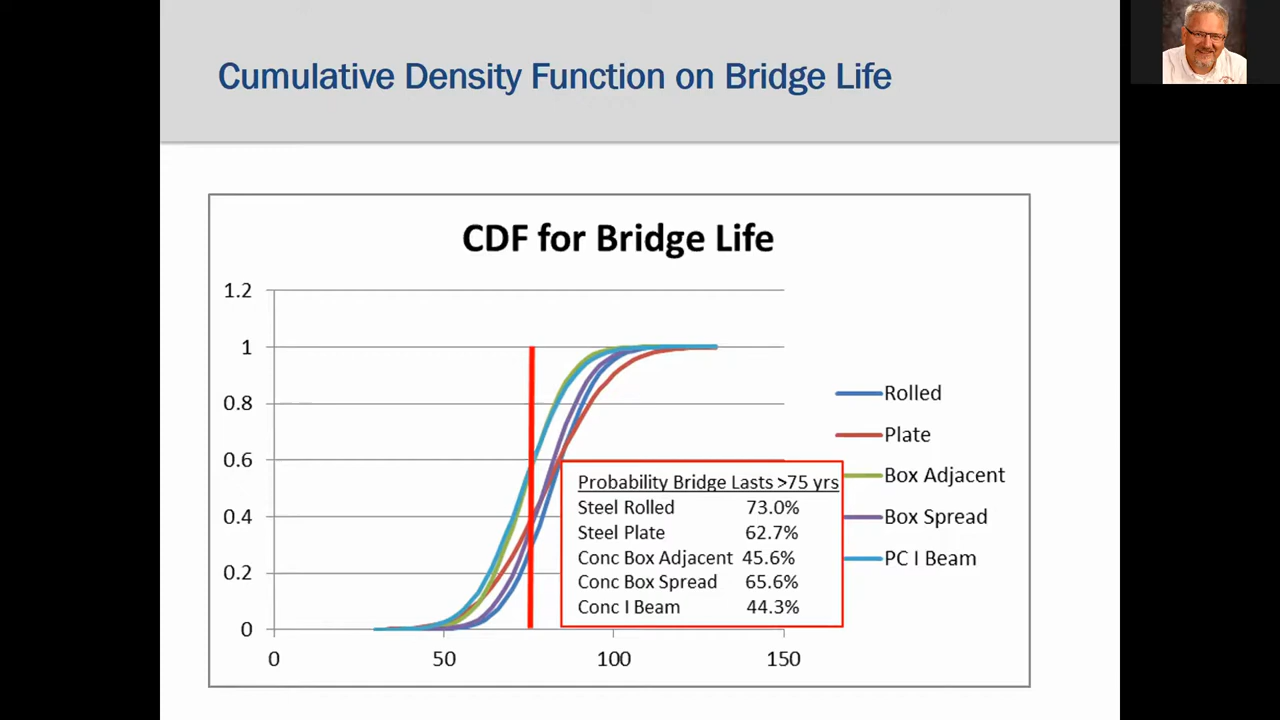 Cumulative Density Function on Bridge Life
CDF for Bridge Life
1.2
1
0.8
0.6
0.4
0.2
0
0 50 100 150
Probability Bridge Lasts >75 yrs
Steel Rolled 73.0%
Steel Plate 62.7%
Conc Box Adjacent 45.6%
Conc Box Spread 65.6%
Conc I Beam 44.3%
Rolled
Plate
Box Adjacent
Box Spread
PC I Beam